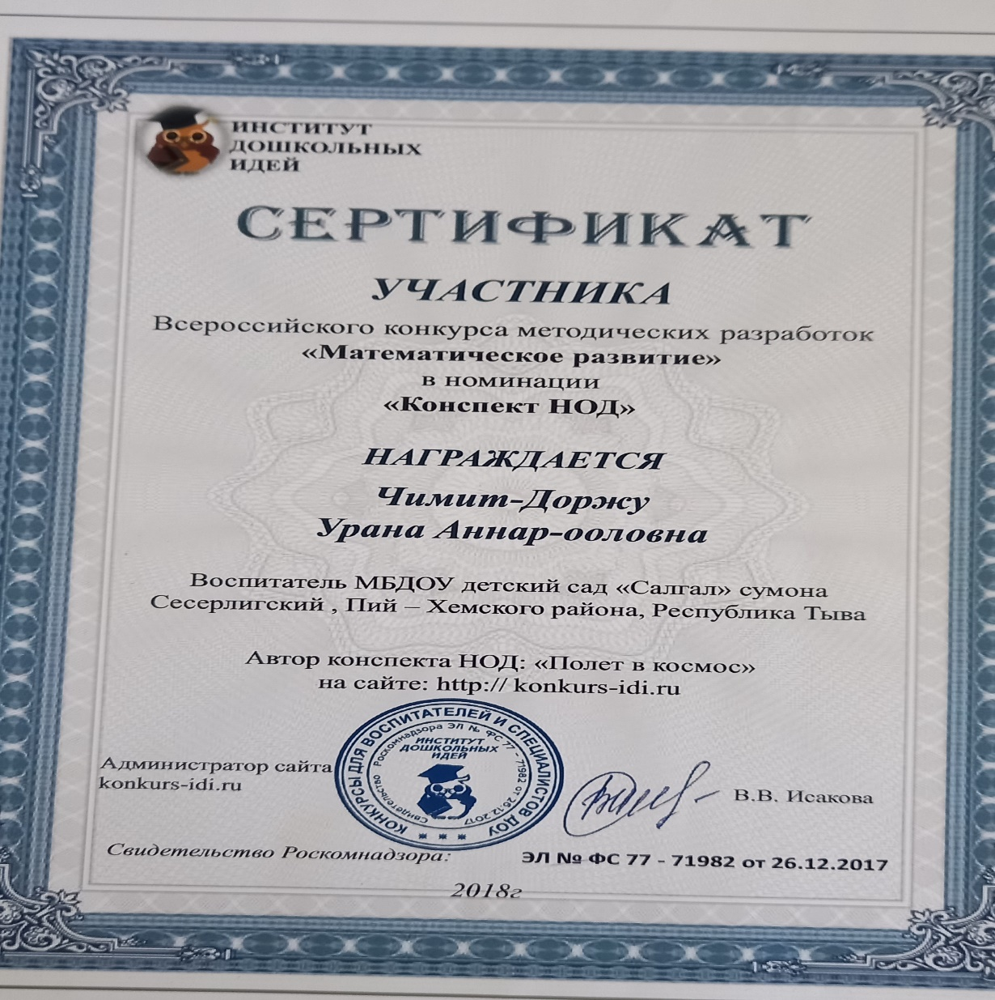 ИНСТИТУТ
ДОШКОЛЬНЫХ
ИДЕЙ
СЕРТИФИКАТ
УЧАСТНИКА
Всероссийского конкурса методических разработок
«Математическое развитие»
в номинации
«Конспект НОД»
НАГРАЖДАЕТСЯ
Чимит-Доржу
Урана Аннар-ооловна
Воспитатель МБДОУ детский сад «Салгал» сумона
Сесерлигский , Пий – Хемского района, Республика Тыва
Автор конспекта НОД: «Полет в космос»
на сайте: http:// konkurs-idi.ru
КОНКУРСЫ ДЛЯ ВОСПИТАТЕЛЕЙ И СПЕЦИАЛИСТОВ ДОУ
Свидетельство Роскомнадзора ЭЛ № ФС 77 - 71982 от 26.12.2017
ИНСТИТУТ
ДОШКОЛЬНЫХ
ИДЕЙ
Администратор сайта
konkurs-idi.ru
В.В. Исакова
Свидетельство Роскомнадзора:
ЭЛ № ФС 77 - 71982 от 26.12.2017
2018г